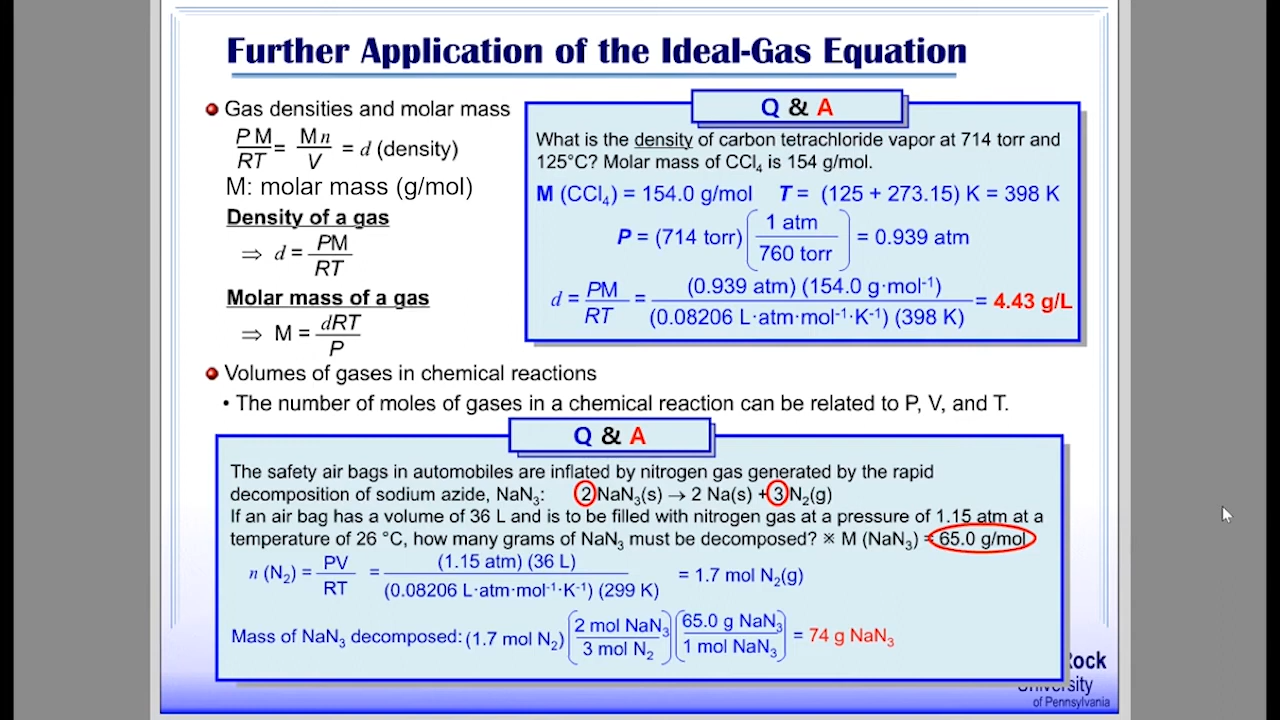 Further Application of the Ideal-Gas Equation
Gas densities and molar mass
PM/RT = Mn/V = d (density)
M: molar mass (g/mol)
Density of a gas
⇒ d = PM/RT
Molar mass of a gas
⇒ M = dRT/P
Q & A
What is the density of carbon tetrachloride vapor at 714 torr and
125°C? Molar mass of CCl₄ is 154 g/mol.
M (CCl₄) = 154.0 g/mol T = (125 + 273.15) K = 398 K
P = (714 torr) (1 atm / 760 torr) = 0.939 atm
d = PM/RT = (0.939 atm) (154.0 g·mol⁻¹) / (0.08206 L·atm·mol⁻¹·K⁻¹) (398 K) = 4.43 g/L
Volumes of gases in chemical reactions
• The number of moles of gases in a chemical reaction can be related to P, V, and T.
Q & A
The safety air bags in automobiles are inflated by nitrogen gas generated by the rapid
decomposition of sodium azide, NaN₃: 2 NaN₃(s) → 2 Na(s) + 3 N₂(g)
If an air bag has a volume of 36 L and is to be filled with nitrogen gas at a pressure of 1.15 atm at a
temperature of 26 °C, how many grams of NaN₃ must be decomposed? ※ M (NaN₃) = 65.0 g/mol
n (N₂) = PV/RT = (1.15 atm) (36 L) / (0.08206 L·atm·mol⁻¹·K⁻¹) (299 K) = 1.7 mol N₂(g)
Mass of NaN₃ decomposed: (1.7 mol N₂) (2 mol NaN₃ / 3 mol N₂) (65.0 g NaN₃ / 1 mol NaN₃) = 74 g NaN₃
Rock
University
of Pennsylvania